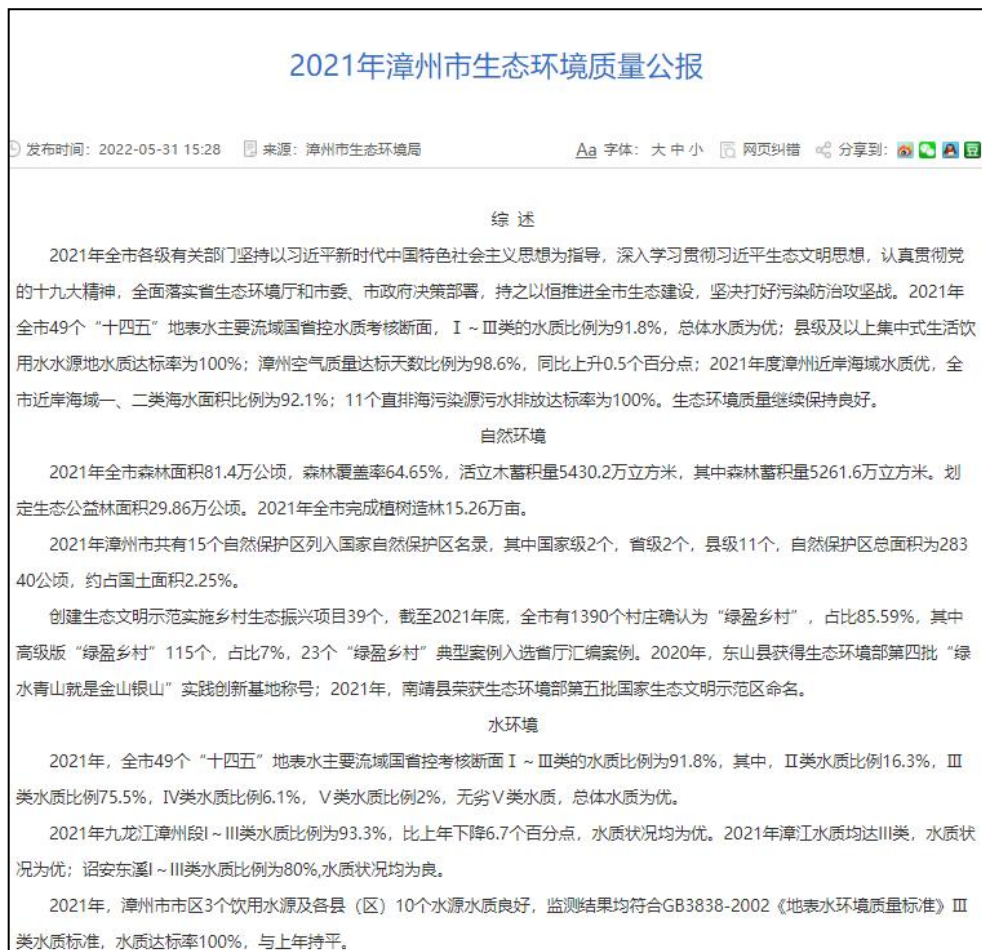 2021年漳州市生态环境质量公报
发布时间：2022-05-31 15:28 来源：漳州市生态环境局 Aa 字体： 大 中 小 网页纠错 分享到： 豆
综 述
2021年全市各级有关部门坚持以习近平新时代中国特色社会主义思想为指导，深入学习贯彻习近平生态文明思想，认真贯彻党
的十九大精神，全面落实省生态环境厅和市委、市政府决策部署，持之以恒推进全市生态建设，坚决打好污染防治攻坚战。2021年
全市49个“十四五”地表水主要流域国省控水质考核断面，Ⅰ～Ⅲ类的水质比例为91.8%，总体水质为优；县级及以上集中式生活饮
用水水源地水质达标率为100%；漳州空气质量达标天数比例为98.6%，同比上升0.5个百分点；2021年度漳州近岸海域水质优，全
市近岸海域一、二类海水面积比例为92.1%；11个直排海污染源污水排放达标率为100%。生态环境质量继续保持良好。
自然环境
2021年全市森林面积81.4万公顷，森林覆盖率64.65%，活立木蓄积量5430.2万立方米，其中森林蓄积量5261.6万立方米。划
定生态公益林面积29.86万公顷。2021年全市完成植树造林15.26万亩。
2021年漳州市共有15个自然保护区列入国家自然保护区名录，其中国家级2个，省级2个，县级11个，自然保护区总面积为283
40公顷，约占国土面积2.25%。
创建生态文明示范实施乡村生态振兴项目39个，截至2021年底，全市有1390个村庄确认为“绿盈乡村”，占比85.59%，其中
高级版“绿盈乡村”115个，占比7%，23个“绿盈乡村”典型案例入选省厅汇编案例。2020年，东山县获得生态环境部第四批“绿
水青山就是金山银山”实践创新基地称号；2021年，南靖县荣获生态环境部第五批国家生态文明示范区命名。
水环境
2021年，全市49个“十四五”地表水主要流域国省控考核断面Ⅰ～Ⅲ类的水质比例为91.8%，其中，Ⅱ类水质比例16.3%，Ⅲ
类水质比例75.5%，Ⅳ类水质比例6.1%，Ⅴ类水质比例2%，无劣Ⅴ类水质，总体水质为优。
2021年九龙江漳州段I～III类水质比例为93.3%，比上年下降6.7个百分点，水质状况均为优。2021年漳江水质均达III类，水质状
况为优；诏安东溪I～III类水质比例为80%,水质状况均为良。
2021年，漳州市市区3个饮用水源及各县（区）10个水源水质良好，监测结果均符合GB3838-2002《地表水环境质量标准》Ⅲ
类水质标准，水质达标率100%，与上年持平。